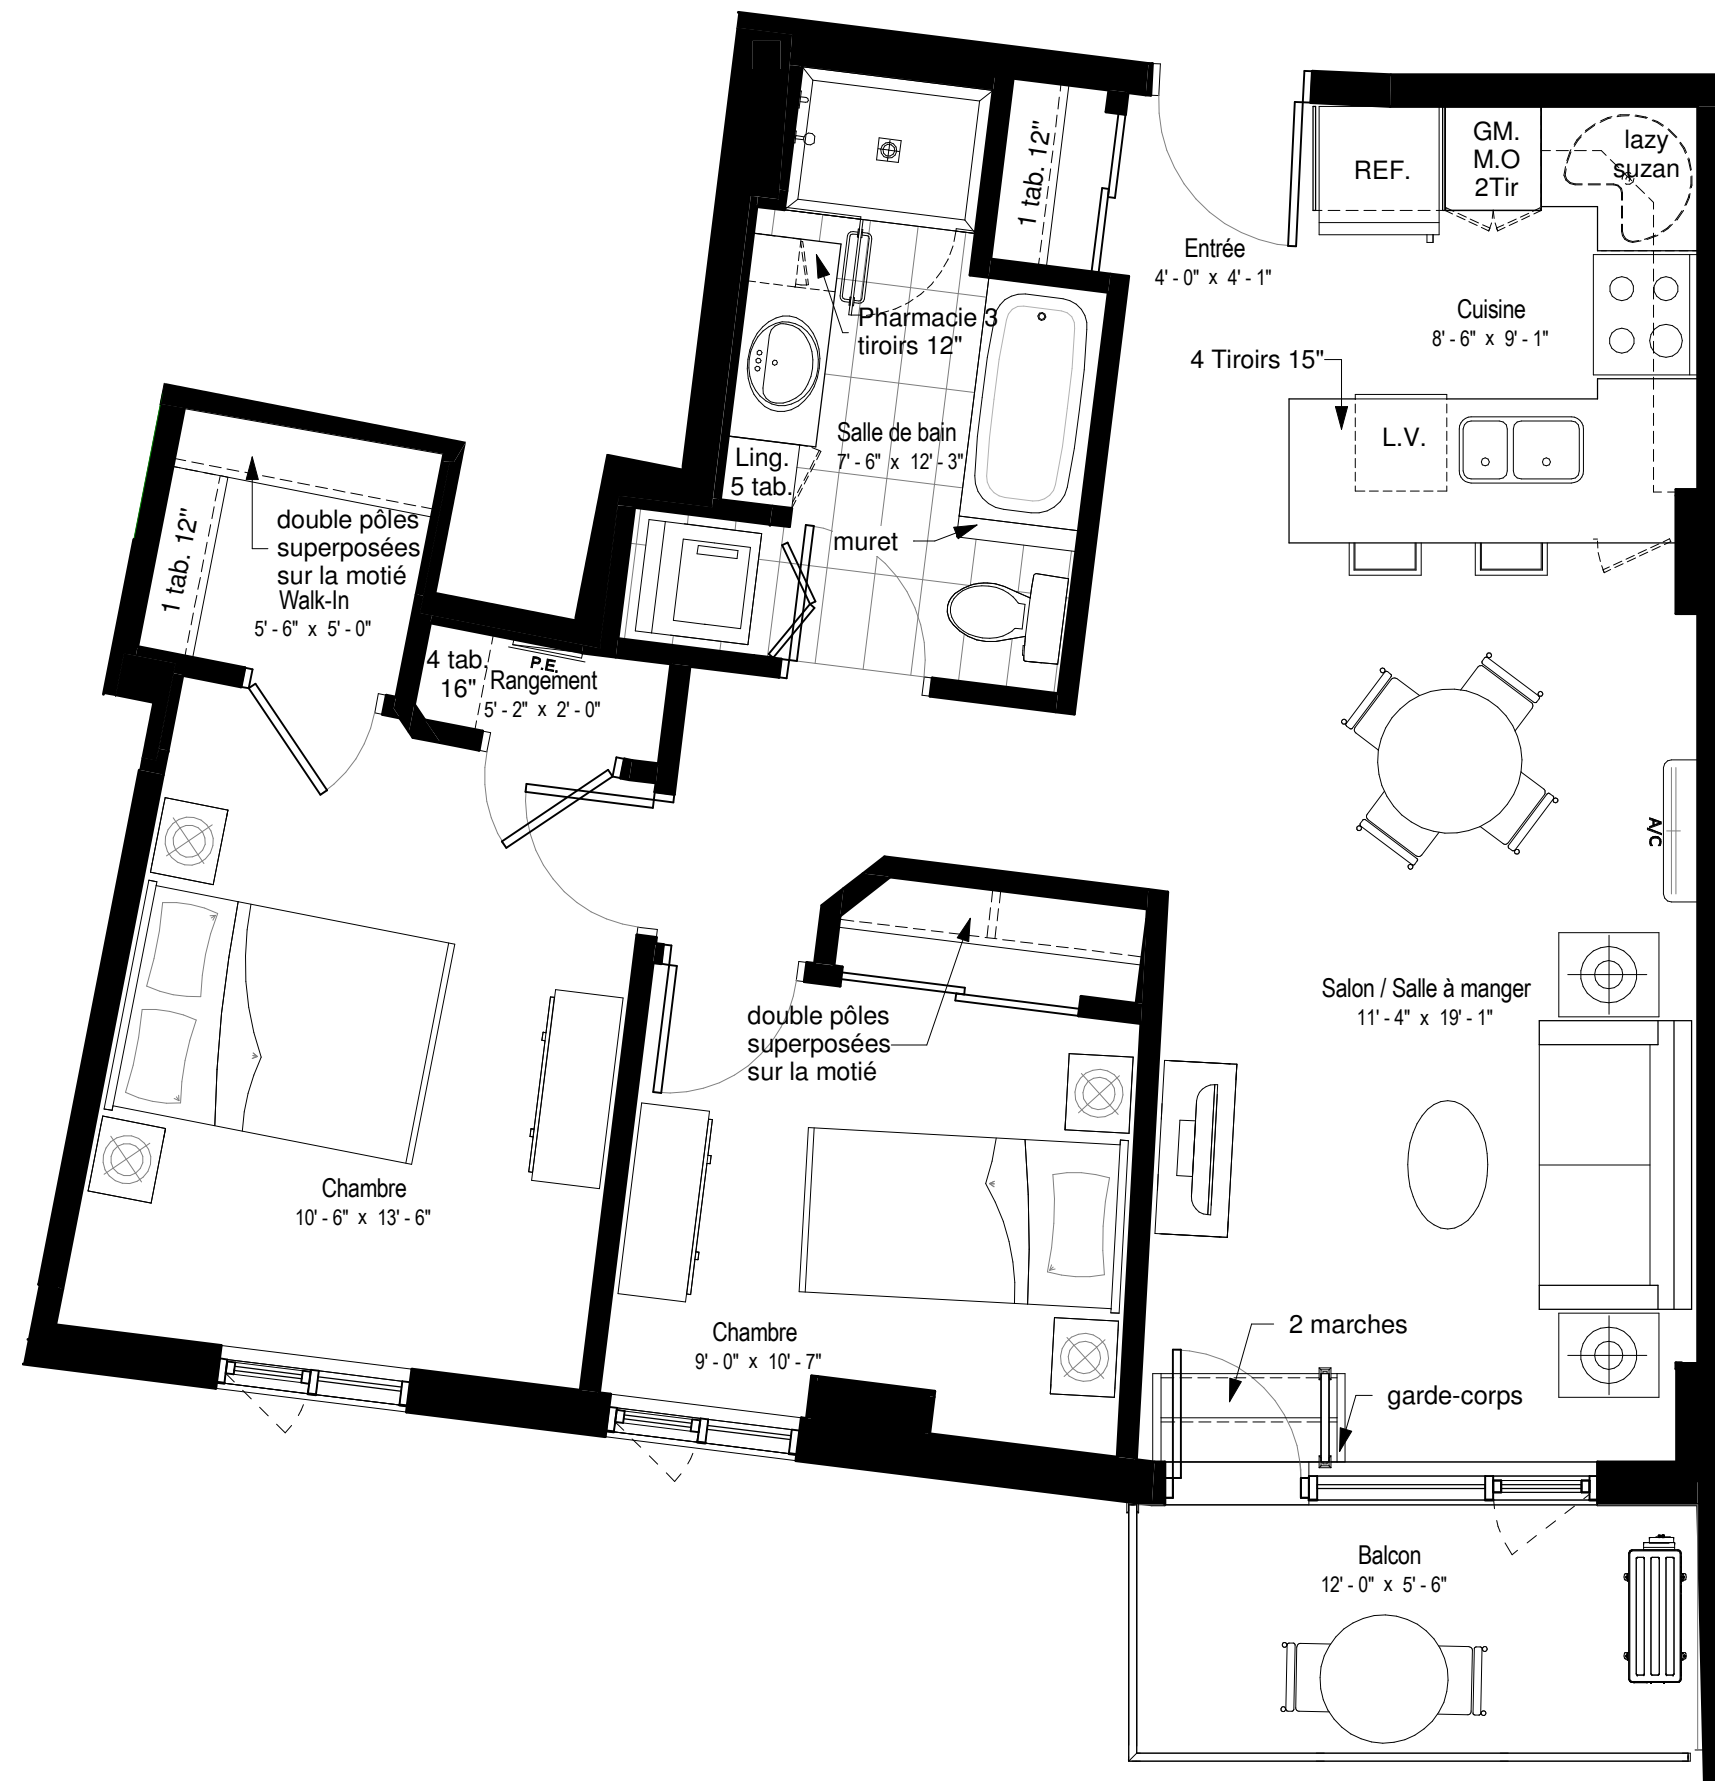 1 tab. 12"
REF.
GM.
M.O
2Tir
lazy
suzan
Entrée
4' - 0" x 4' - 1"
Cuisine
8' - 6" x 9' - 1"
Pharmacie 3
tiroirs 12"
4 Tiroirs 15"
L.V.
Salle de bain
7' - 6" x 12' - 3"
Ling.
5 tab.
muret
1 tab. 12"
double pôles
superposées
sur la motié
Walk-In
5' - 6" x 5' - 0"
4 tab.
16"
P.E.
Rangement
5' - 2" x 2' - 0"
A/C
double pôles
superposées
sur la motié
Salon / Salle à manger
11' - 4" x 19' - 1"
Chambre
10' - 6" x 13' - 6"
Chambre
9' - 0" x 10' - 7"
2 marches
garde-corps
Balcon
12' - 0" x 5' - 6"